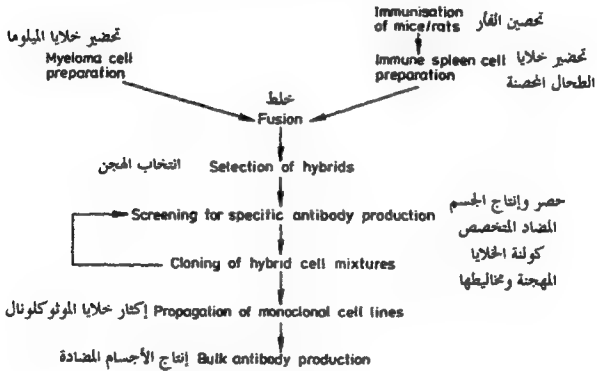 Immunisation
of mice/rats
تحصين الفأر
تحضير خلايا الميلوما
Myeloma cell
preparation
Immune spleen cell
preparation
تحضير خلايا
الطحال المحصنة
خلط
Fusion
انتخاب الهجن
Selection of hybrids
Screening for specific antibody production
حصر وإنتاج الجسم
المضاد المتخصص
Cloning of hybrid cell mixtures
كولنة الخلايا
المهجنة ومخاليطها
إكثار خلايا الموثوكلونال
Propagation of monoclonal cell lines
إنتاج الأجسام المضادة
Bulk antibody production